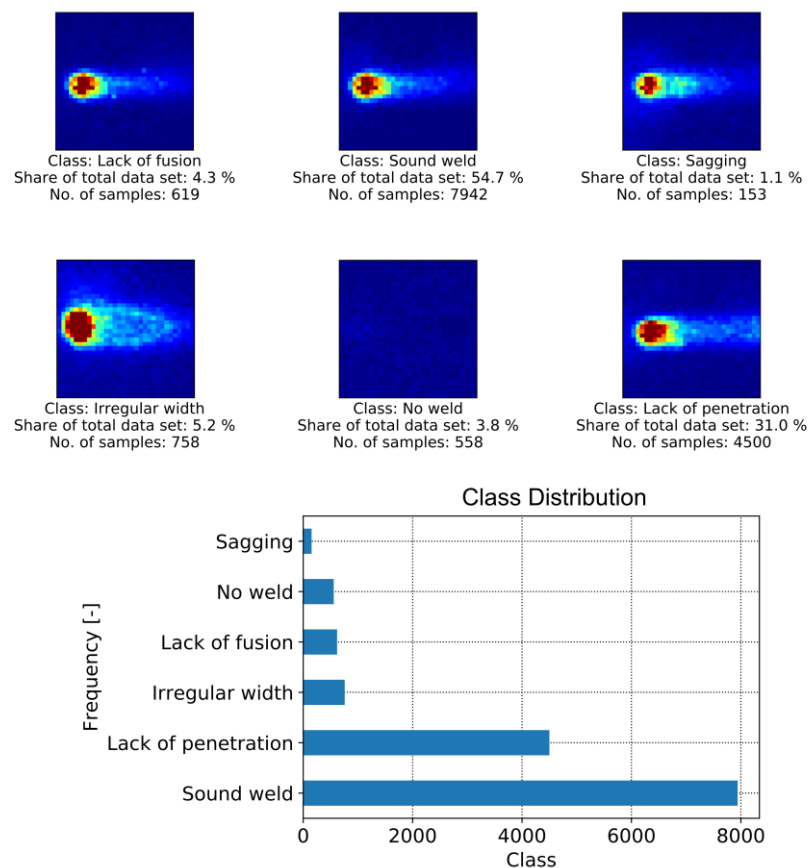 Class: Lack of fusion
Share of total data set: 4.3 %
No. of samples: 619
Class: Sound weld
Share of total data set: 54.7 %
No. of samples: 7942
Class: Sagging
Share of total data set: 1.1 %
No. of samples: 153
Class: Irregular width
Share of total data set: 5.2 %
No. of samples: 758
Class: No weld
Share of total data set: 3.8 %
No. of samples: 558
Class: Lack of penetration
Share of total data set: 31.0 %
No. of samples: 4500
Class Distribution
Frequency [-]
Sagging
No weld
Lack of fusion
Irregular width
Lack of penetration
Sound weld
0 2000 4000 6000 8000
Class